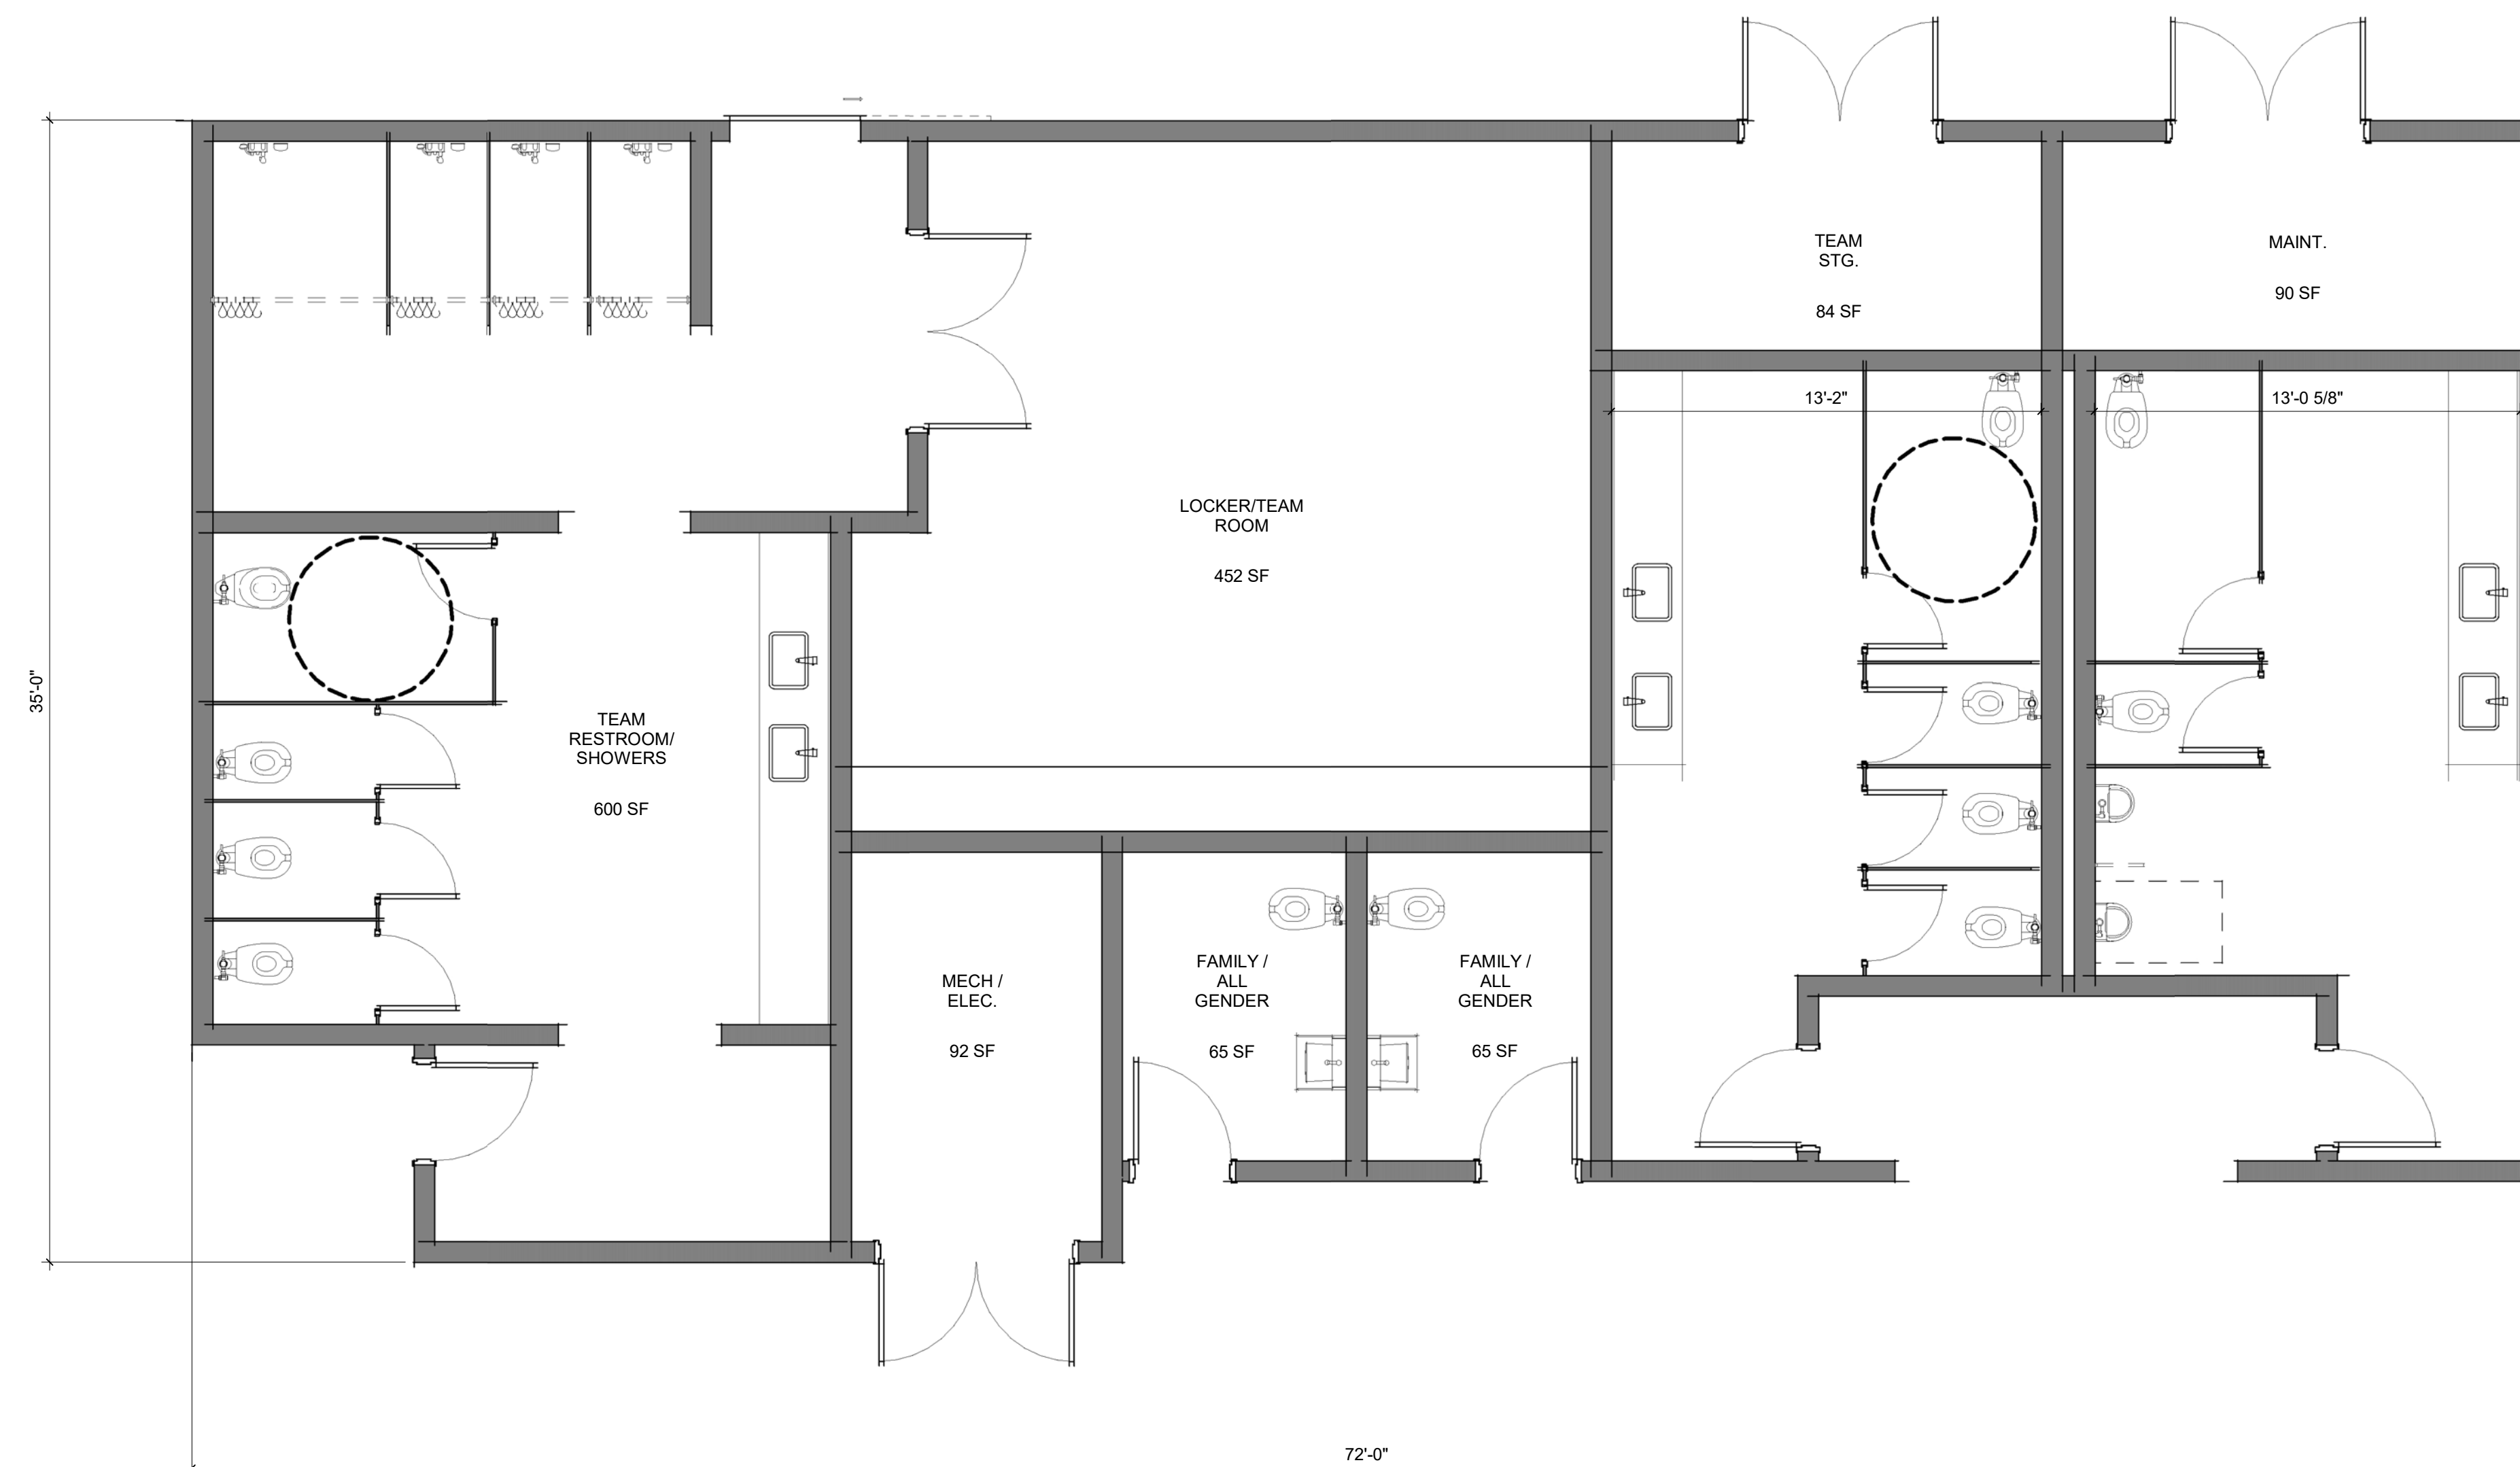 TEAM
STG.
84 SF
MAINT.
90 SF
13'-2"
13'-0 5/8"
LOCKER/TEAM
ROOM
452 SF
35'-0"
TEAM
RESTROOM/
SHOWERS
600 SF
MECH /
ELEC.
92 SF
FAMILY /
ALL
GENDER
65 SF
FAMILY /
ALL
GENDER
65 SF
72'-0"